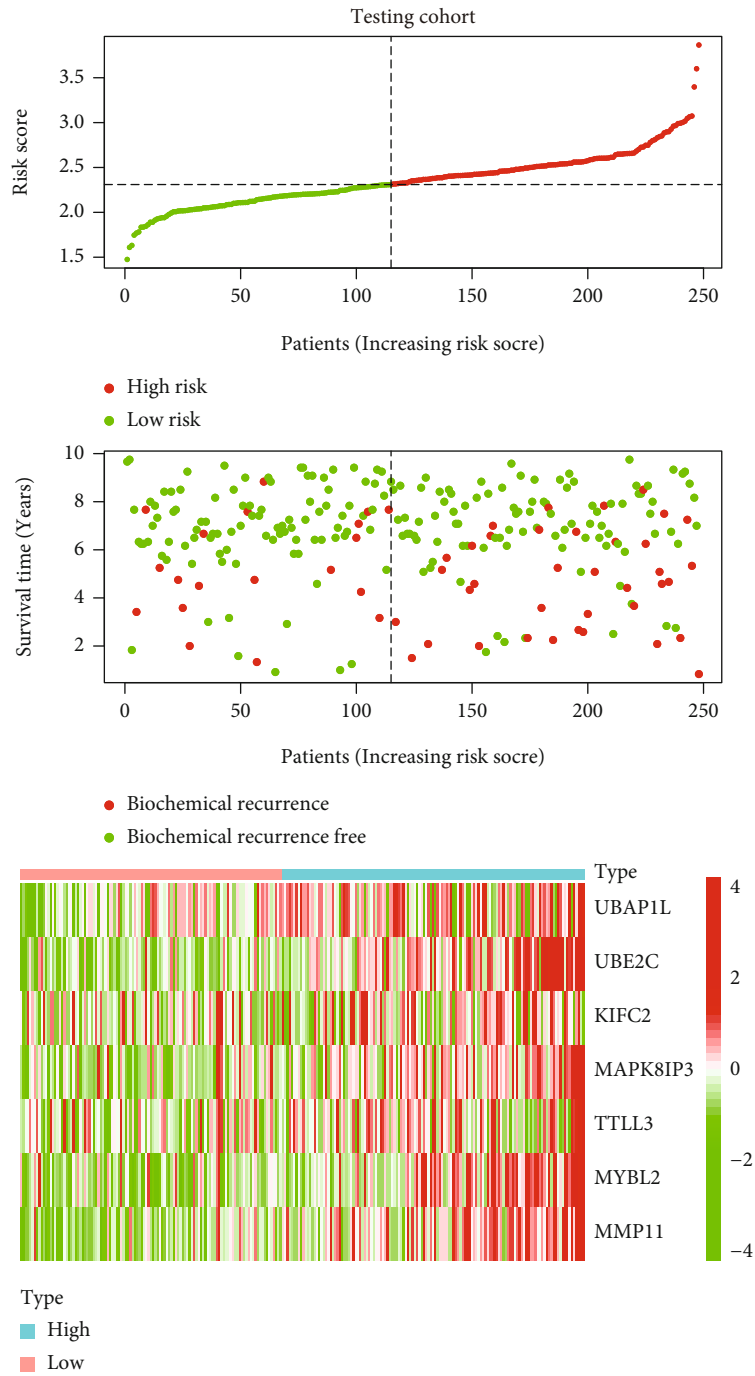 Testing cohort
3.5
3.0
2.5
2.0
1.5
Risk score
0 50 100 150 200 250
Patients (Increasing risk socre)
High risk
Low risk
10
8
6
4
2
Survival time (Years)
0 50 100 150 200 250
Patients (Increasing risk socre)
Biochemical recurrence
Biochemical recurrence free
Type
UBAP1L
UBE2C
KIFC2
MAPK8IP3
TTLL3
MYBL2
MMP11
4
2
0
−2
−4
Type
High
Low